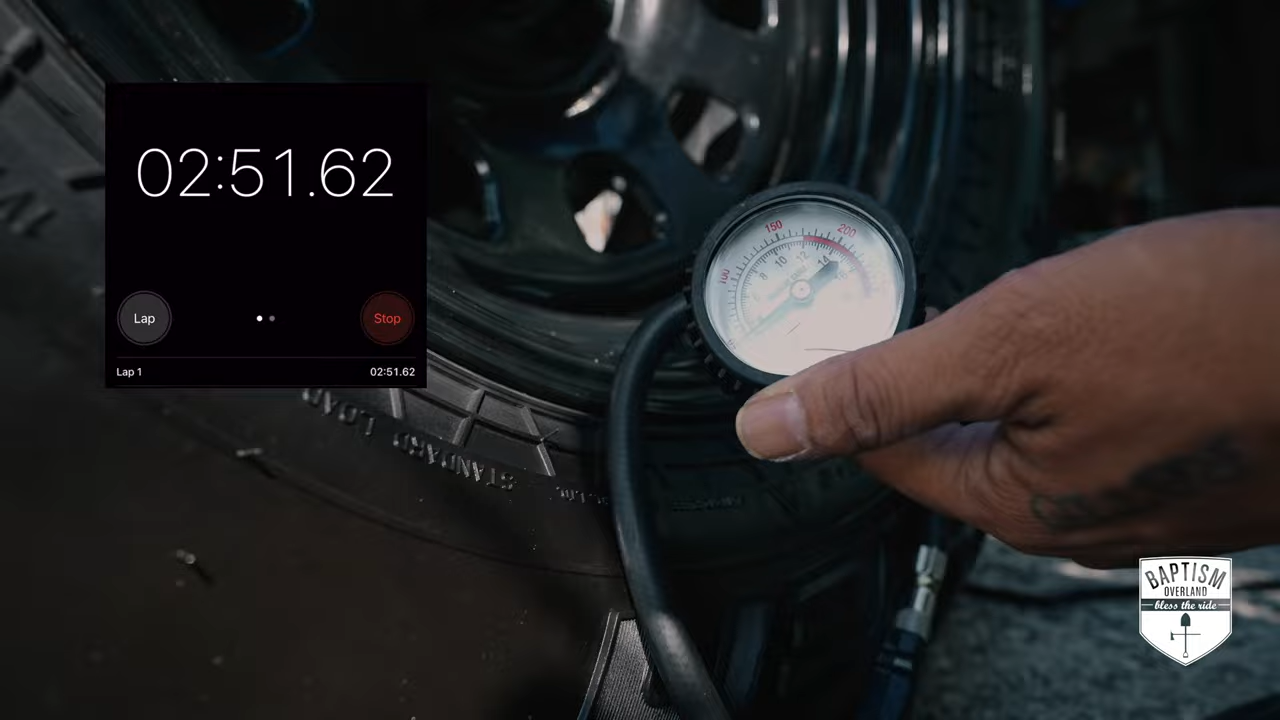 02:51.62
Lap
Stop
Lap 1
02:51.62
150
200
8
10
12
14
STANDARD LOAD
BAPTISM
OVERLAND
bless the ride